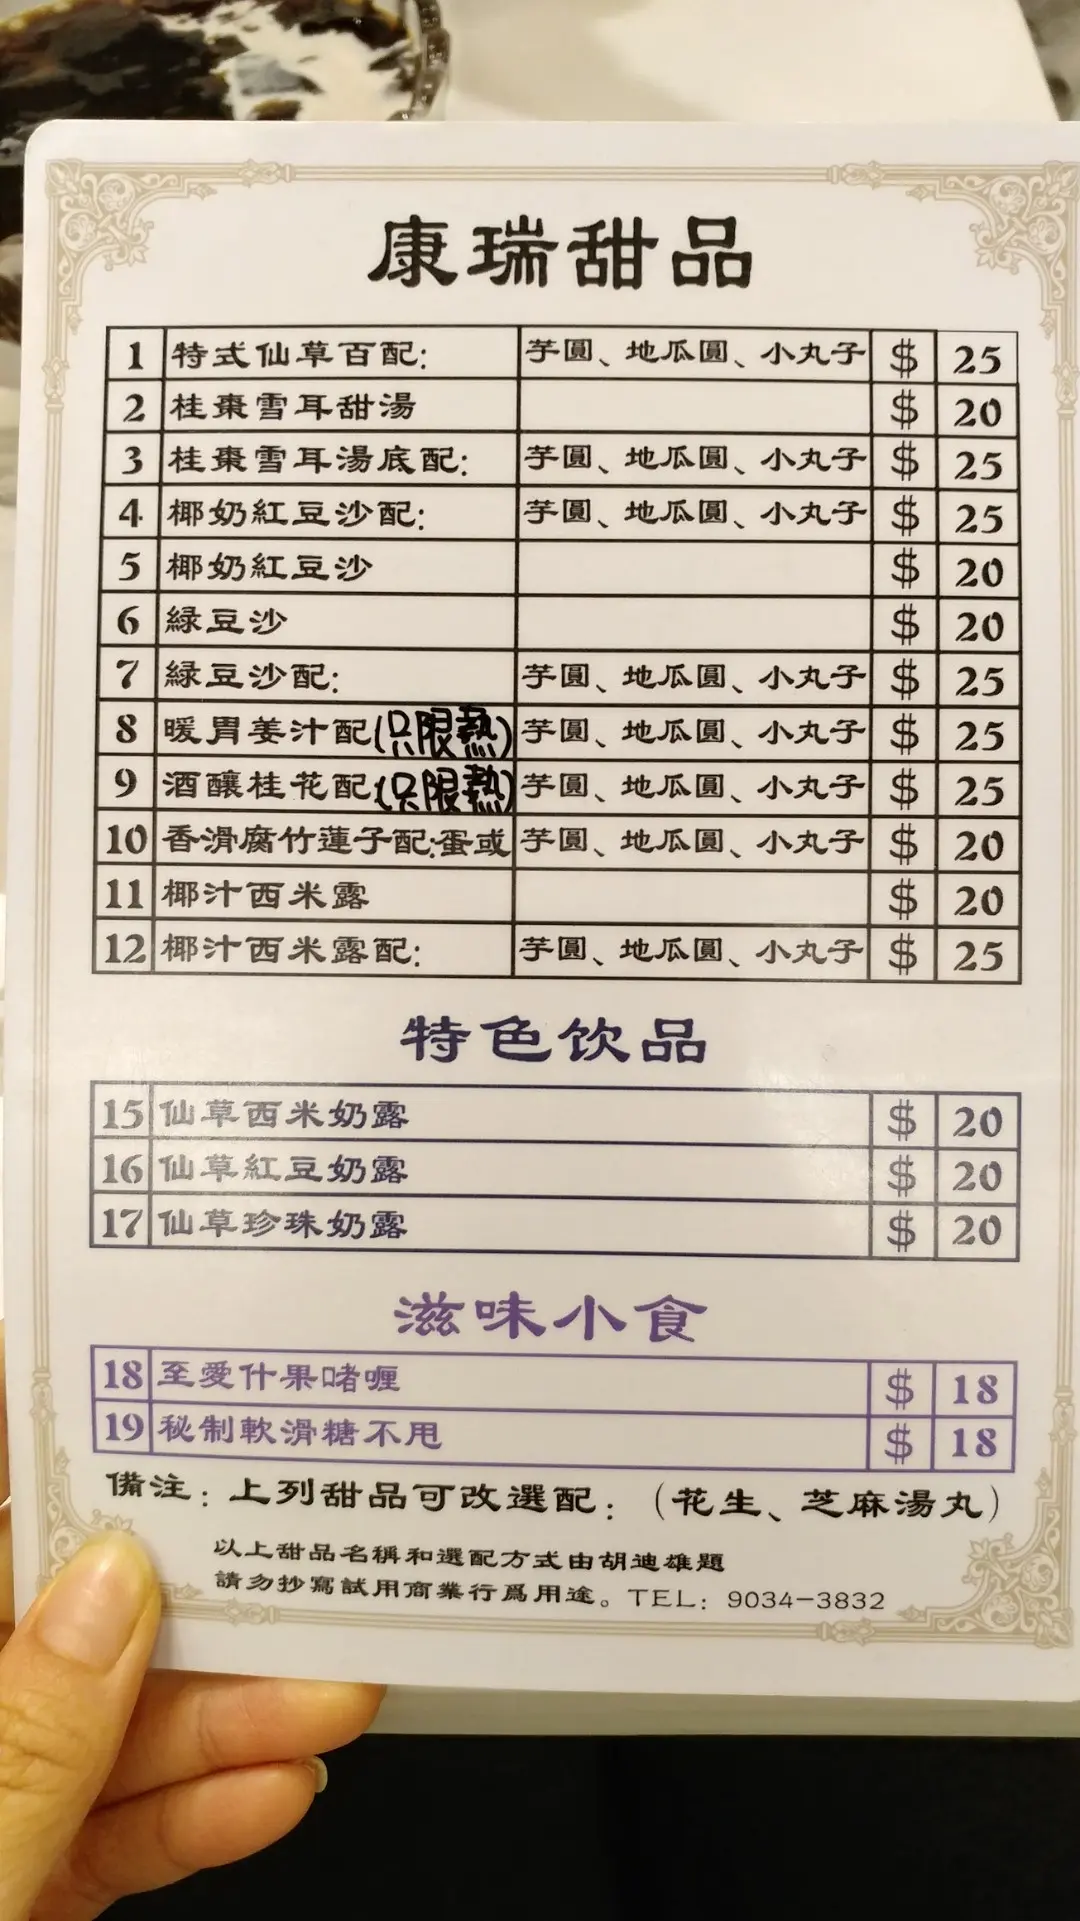 康瑞甜品
1 特式仙草百配: 芋圓、地瓜圓、小丸子 $ 25
2 桂棗雪耳甜湯 $ 20
3 桂棗雪耳湯底配: 芋圓、地瓜圓、小丸子 $ 25
4 椰奶紅豆沙配: 芋圓、地瓜圓、小丸子 $ 25
5 椰奶紅豆沙 $ 20
6 緑豆沙 $ 20
7 緑豆沙配: 芋圓、地瓜圓、小丸子 $ 25
8 暖胃姜汁配(只限熱) 芋圓、地瓜圓、小丸子 $ 25
9 酒釀桂花配(只限熱) 芋圓、地瓜圓、小丸子 $ 25
10 香滑腐竹蓮子配:蛋或 芋圓、地瓜圓、小丸子 $ 20
11 椰汁西米露 $ 20
12 椰汁西米露配: 芋圓、地瓜圓、小丸子 $ 25
特色饮品
15 仙草西米奶露 $ 20
16 仙草紅豆奶露 $ 20
17 仙草珍珠奶露 $ 20
滋味小食
18 至愛什果啫喱 $ 18
19 秘制軟滑糖不甩 $ 18
備注: 上列甜品可改選配: (花生、芝麻湯丸)
以上甜品名稱和選配方式由胡迪雄題
請勿抄寫試用商業行爲用途。TEL: 9034-3832